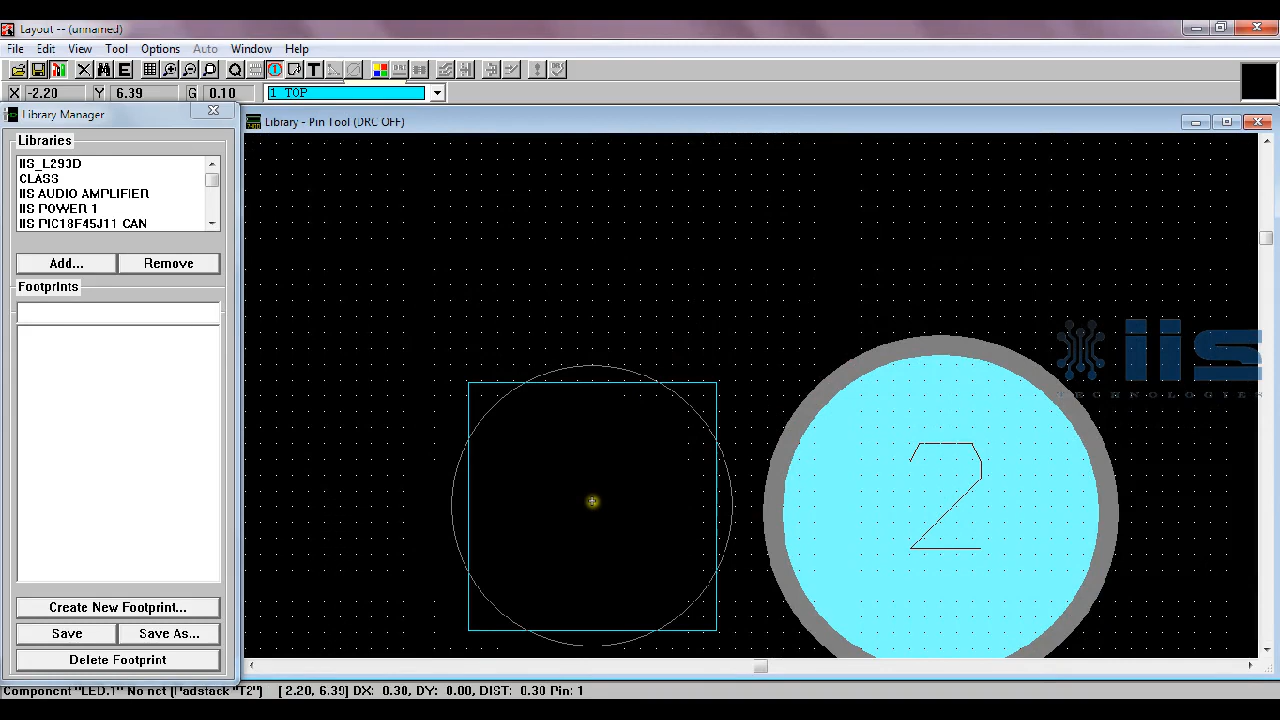 Layout -- (unnamed)
File Edit View Tool Options Auto Window Help
X -2.20 Y 6.39 G 0.10 1 TOP
Library Manager
Library - Pin Tool (DRC OFF)
Libraries
IIS_L293D
CLASS
IIS AUDIO AMPLIFIER
IIS POWER 1
IIS PIC18F45J11 CAN
Add... Remove
Footprints
iis
TECHNOLOGIES
2
Create New Footprint...
Save Save As...
Delete Footprint
Component "LED.1" No net [ [-2.20, 6.39] DX: 0.30, DY: 0.00, DIST: 0.30 Pin: 1